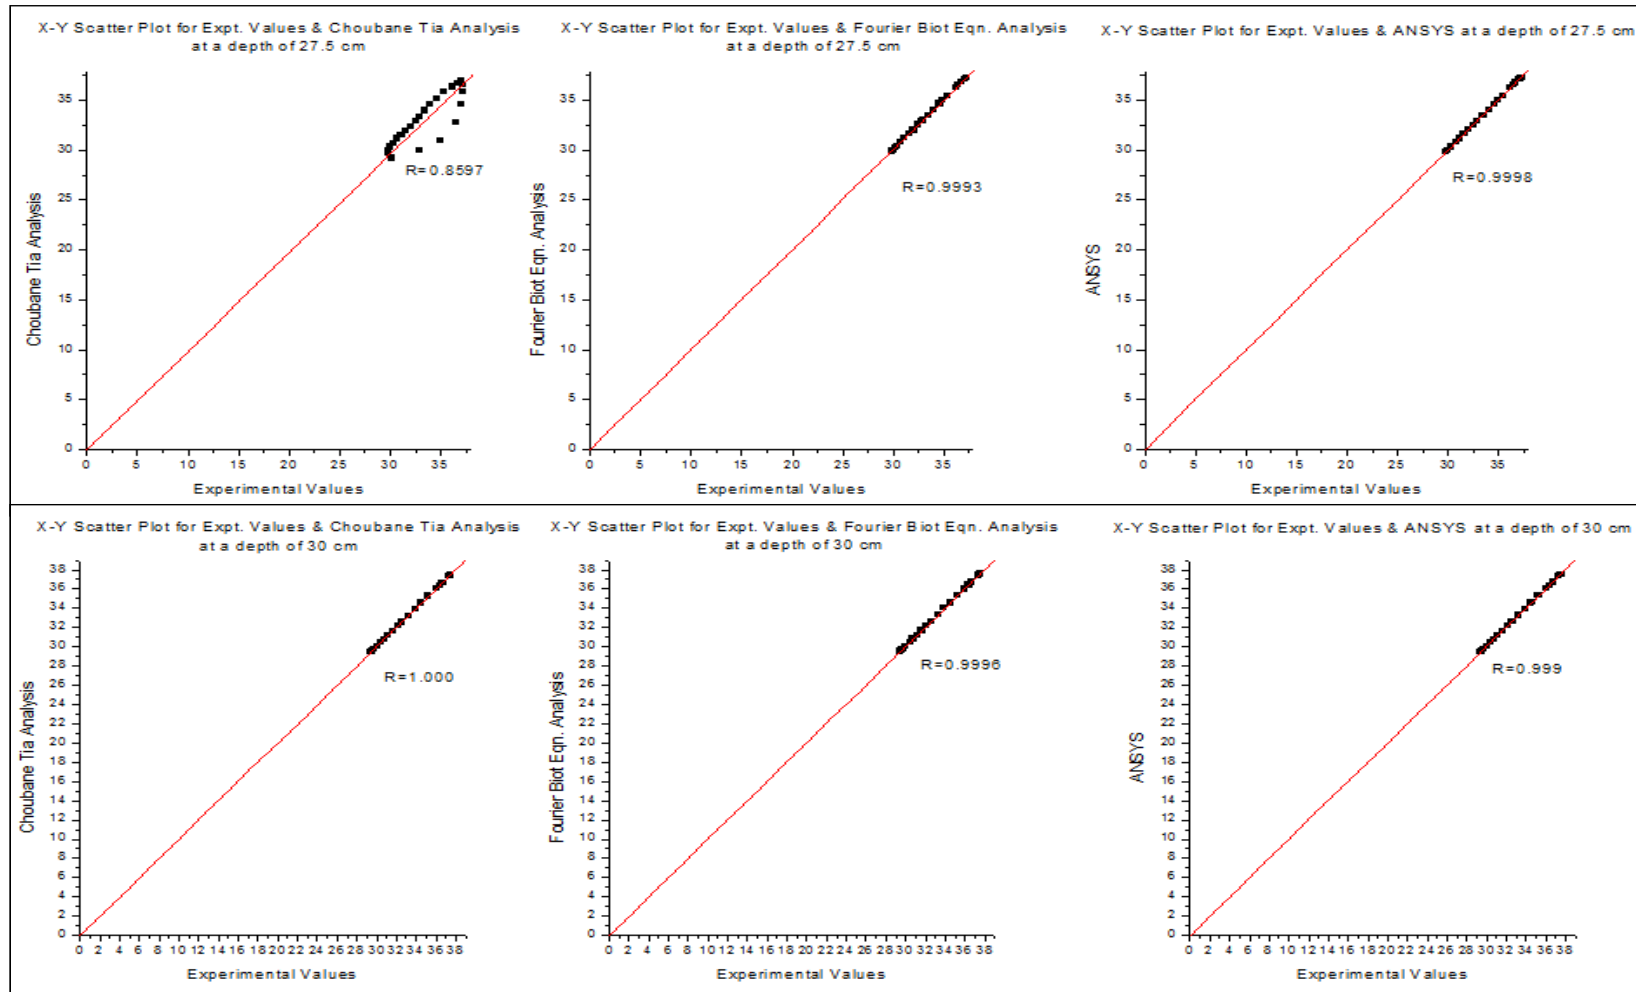 X-Y Scatter Plot for Expt. Values & Choubane Tia Analysis
at a depth of 27.5 cm
Choubane Tia Analysis
35
30
25
20
15
10
5
0
R=0.8597
0 5 10 15 20 25 30 35
Experimental Values
X-Y Scatter Plot for Expt. Values & Fourier Biot Eqn. Analysis
at a depth of 27.5 cm
Fourier Biot Eqn. Analysis
35
30
25
20
15
10
5
0
R=0.9993
0 5 10 15 20 25 30 35
Experimental Values
X-Y Scatter Plot for Expt. Values & ANSYS at a depth of 27.5 cm
ANSYS
35
30
25
20
15
10
5
0
R=0.9998
0 5 10 15 20 25 30 35
Experimental Values
X-Y Scatter Plot for Expt. Values & Choubane Tia Analysis
at a depth of 30 cm
Choubane Tia Analysis
38
36
34
32
30
28
26
24
22
20
18
16
14
12
10
8
6
4
2
0
R=1.000
0 2 4 6 8 10 12 14 16 18 20 22 24 26 28 30 32 34 36 38
Experimental Values
X-Y Scatter Plot for Expt. Values & Fourier Biot Eqn. Analysis
at a depth of 30 cm
Fourier Biot Eqn. Analysis
38
36
34
32
30
28
26
24
22
20
18
16
14
12
10
8
6
4
2
0
R=0.9996
0 2 4 6 8 10 12 14 16 18 20 22 24 26 28 30 32 34 36 38
Experimental Values
X-Y Scatter Plot for Expt. Values & ANSYS at a depth of 30 cm
ANSYS
38
36
34
32
30
28
26
24
22
20
18
16
14
12
10
8
6
4
2
0
R=0.999
0 2 4 6 8 10 12 14 16 18 20 22 24 26 28 30 32 34 36 38
Experimental Values